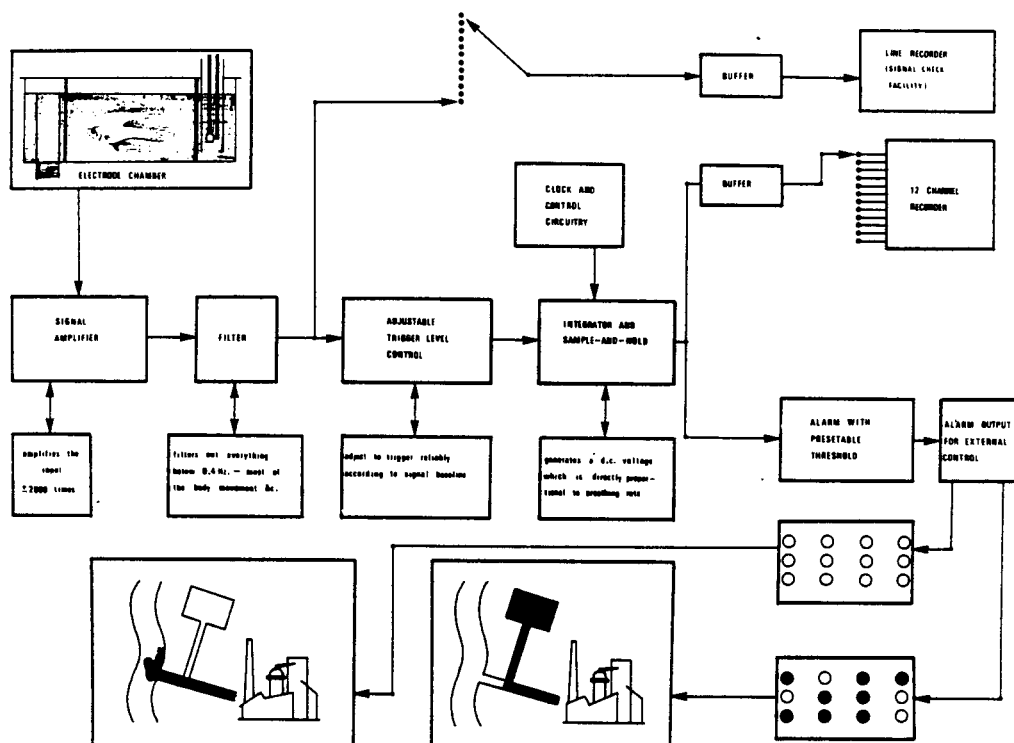 LINE RECORDER
(SIGNAL CHECK
FACILITY)
BUFFER
ELECTRODE CHAMBER
CLOCK AND
CONTROL
CIRCUITRY
BUFFER
12 CHANNEL
RECORDER
SIGNAL
AMPLIFIER
FILTER
ADJUSTABLE
TRIGGER LEVEL
CONTROL
INTEGRATOR AND
SAMPLE-AND-HOLD
ALARM WITH
PRESETABLE
THRESHOLD
ALARM OUTPUT
FOR EXTERNAL
CONTROL
amplifies the
input
±2000 times
filters out everything
below 0.4 Hz. — most of
the body movement &c.
adjust to trigger reliably
according to signal baseline
generates a d.c. voltage
which is directly propor-
tional to breathing rate